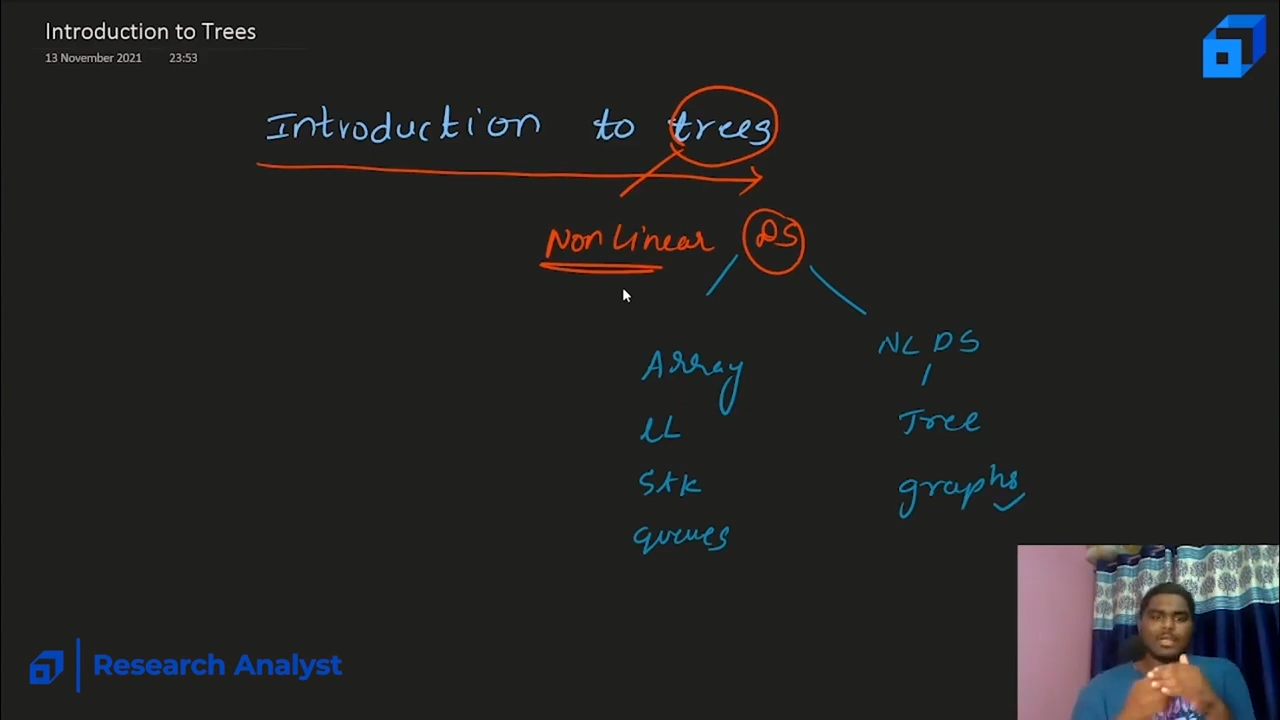 Introduction to Trees
13 November 2021 23:53
Introduction to trees
Non Linear DS
Array
LL
Stk
queues
NL DS
Tree
graphs
Research Analyst